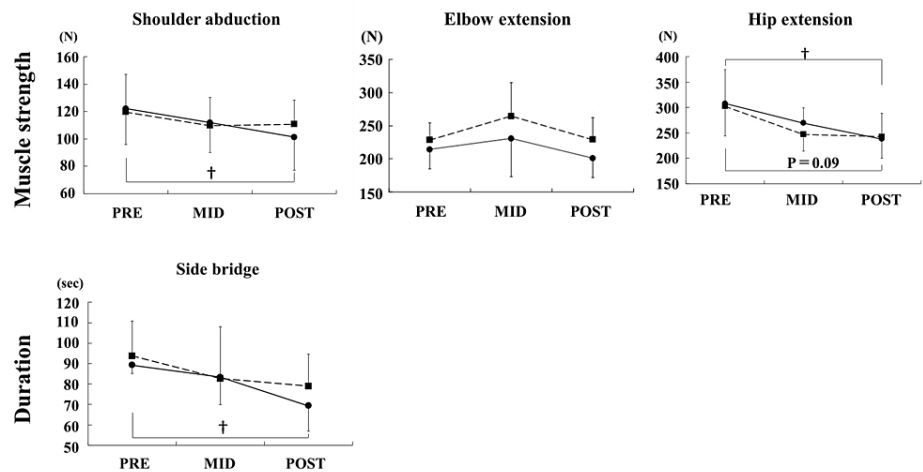 Shoulder abduction
Elbow extension
Hip extension
Muscle strength
(N)
160
140
120
100
80
60
†
PRE MID POST
(N)
350
300
250
200
150
PRE MID POST
(N)
400
350
300
250
200
150
†
P＝0.09
PRE MID POST
Side bridge
Duration
(sec)
120
110
100
90
80
70
60
50
†
PRE MID POST